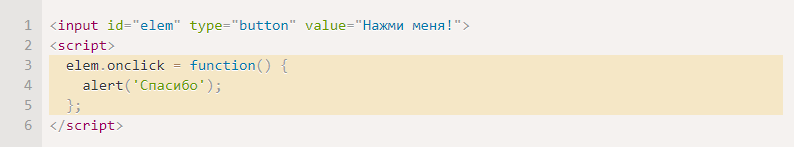 1 <input id="elem" type="button" value="Нажми меня!">
2 <script>
3   elem.onclick = function() {
4     alert('Спасибо');
5   };
6 </script>